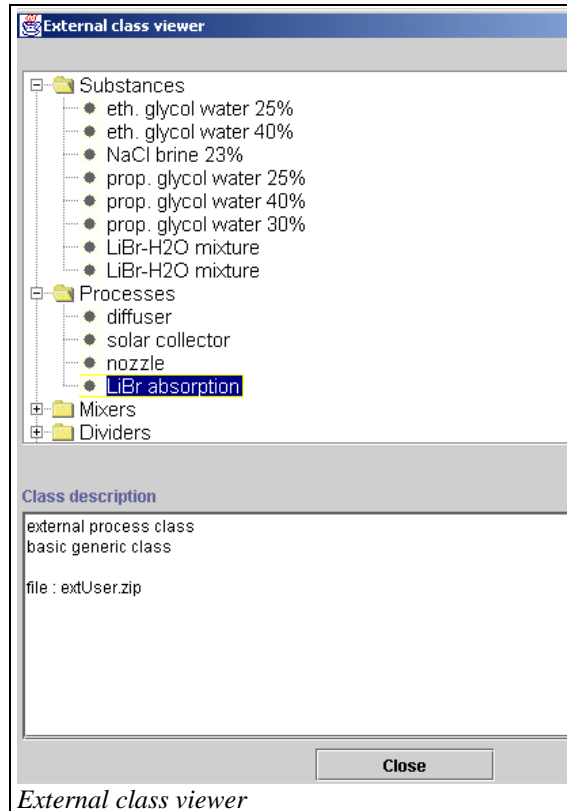 External class viewer
Substances
eth. glycol water 25%
eth. glycol water 40%
NaCl brine 23%
prop. glycol water 25%
prop. glycol water 40%
prop. glycol water 30%
LiBr-H2O mixture
LiBr-H2O mixture
Processes
diffuser
solar collector
nozzle
LiBr absorption
Mixers
Dividers
Class description
external process class
basic generic class
file : extUser.zip
Close
External class viewer